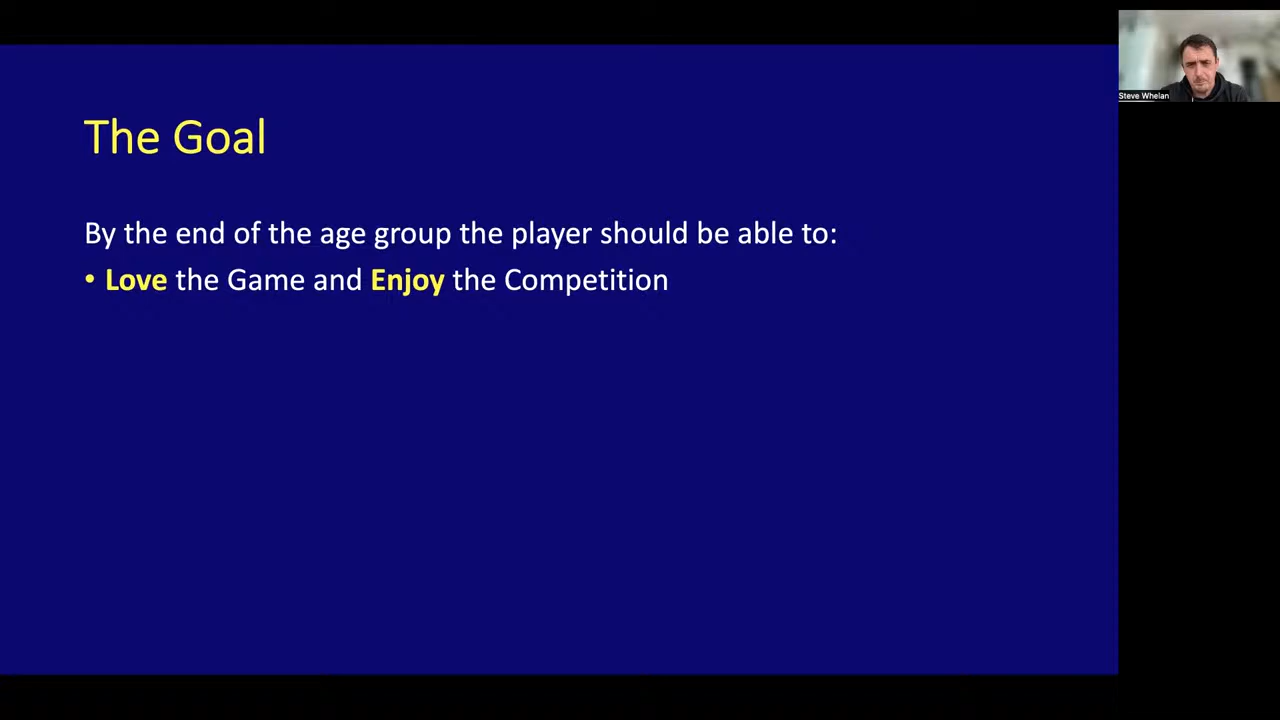 The Goal
By the end of the age group the player should be able to:
• Love the Game and Enjoy the Competition
Steve Whelan